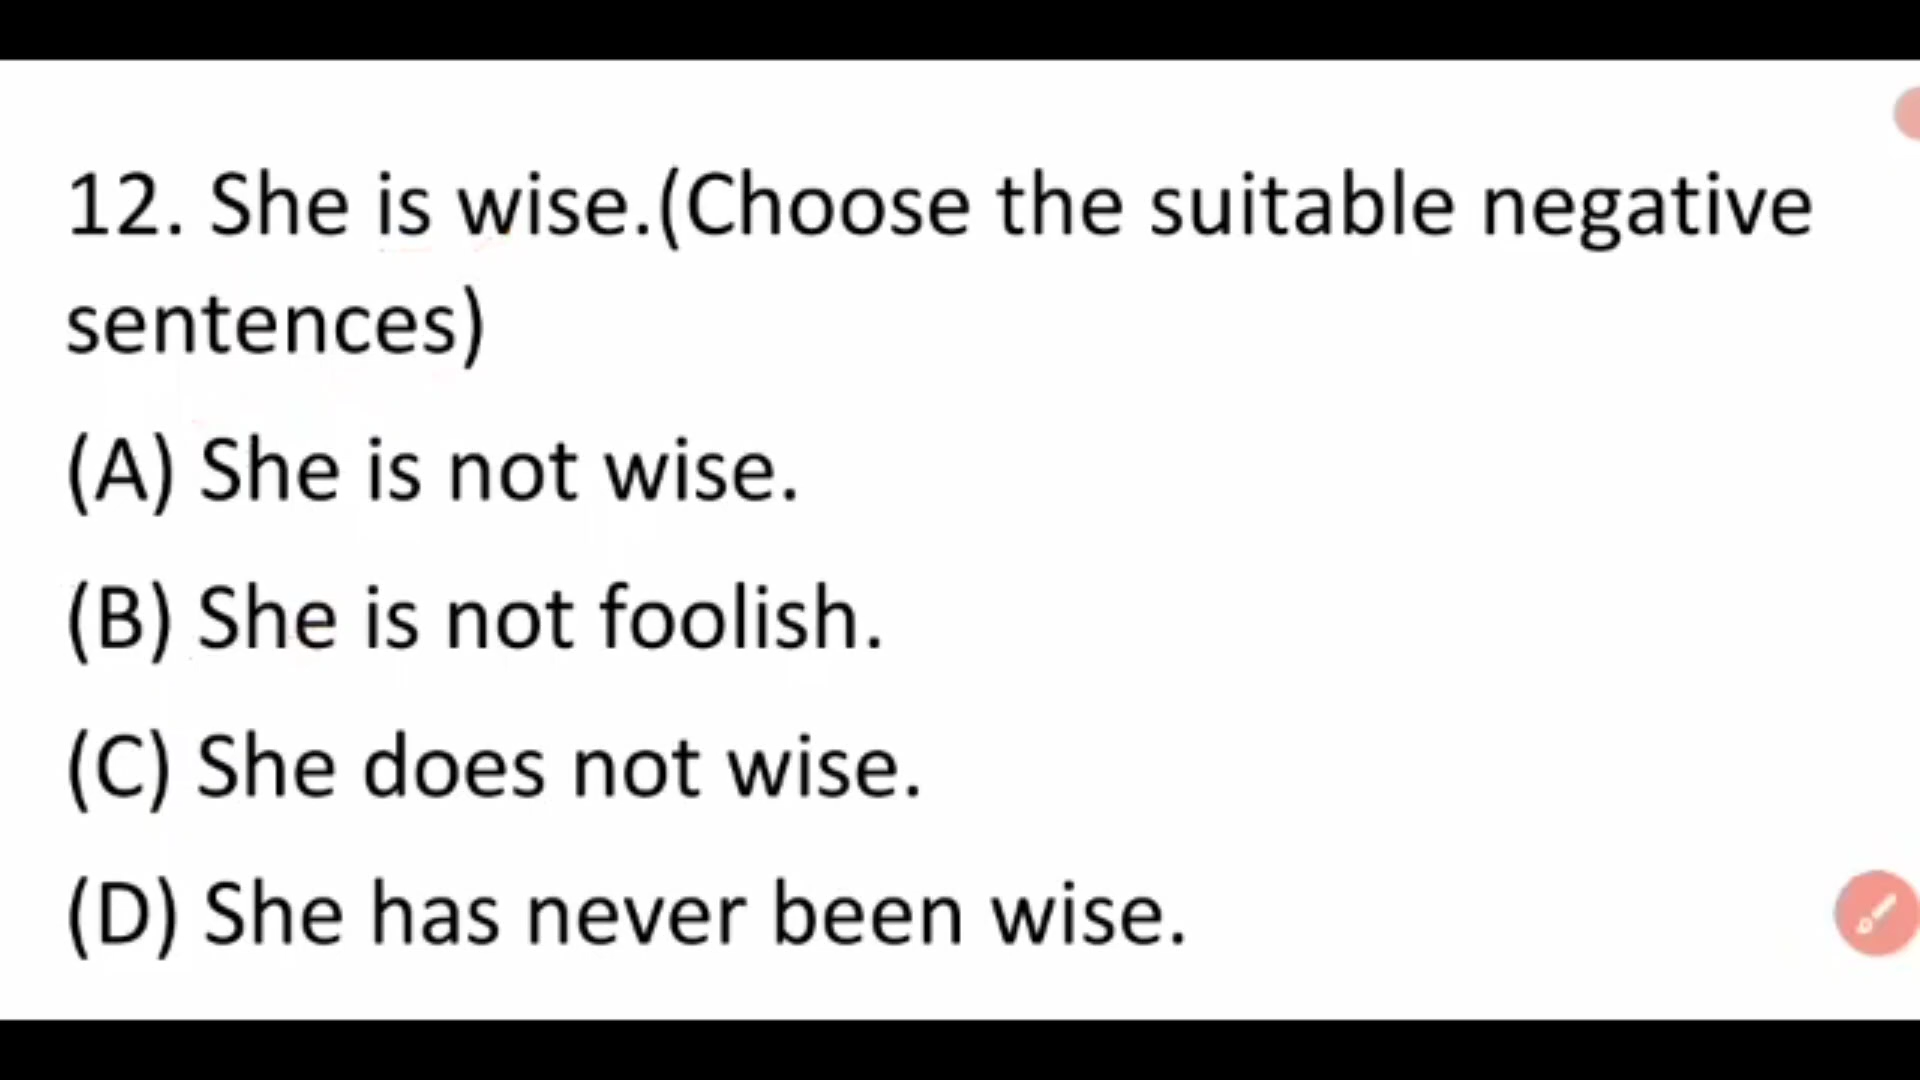 12. She is wise.(Choose the suitable negative
sentences)
(A) She is not wise.
(B) She is not foolish.
(C) She does not wise.
(D) She has never been wise.